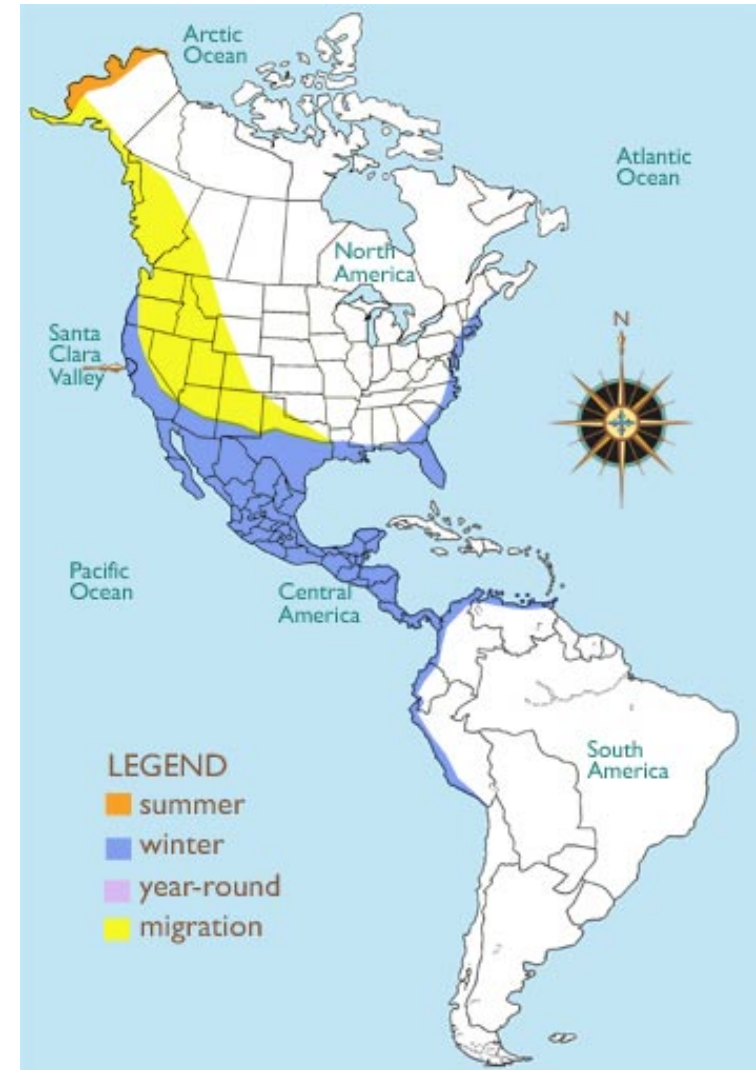 Arctic
Ocean
Atlantic
Ocean
North
America
N
Santa
Clara
Valley
Pacific
Ocean
Central
America
South
America
LEGEND
summer
winter
year-round
migration